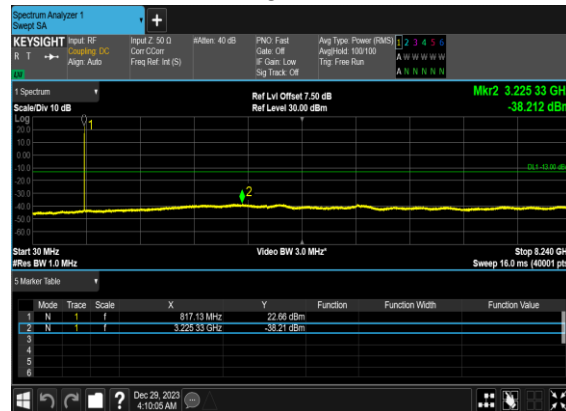 Spectrum Analyzer 1
Swept SA
+
KEYSIGHT Input: RF Input Z: 50 Ω #Atten: 40 dB PNO: Fast Avg Type: Power (RMS) 1 2 3 4 5 6
R T Coupling: DC Corr CCorr Gate: Off Avg|Hold: 100/100 A W W W W W
Align: Auto Freq Ref: Int (S) IF Gain: Low Trig: Free Run
LXI Sig Track: Off A N N N N N
1 Spectrum Ref Lvl Offset 7.50 dB Mkr2 3.225 33 GH
Scale/Div 10 dB Ref Level 30.00 dBm -38.212 dBm
Log
1
20.0
10.0
0.00
-10.0 DL1 -13.00 dB
-20.0
-30.0 2
-40.0
-50.0
-60.0
Start 30 MHz Video BW 3.0 MHz* Stop 8.240 GH
#Res BW 1.0 MHz Sweep 16.0 ms (40001 pts
5 Marker Table
Mode Trace Scale X Y Function Function Width Function Value
1 N 1 f 817.13 MHz 22.66 dBm
2 N 1 f 3.225 33 GHz -38.21 dBm
3
4
5
6
? Dec 29, 2023
4:10:05 AM